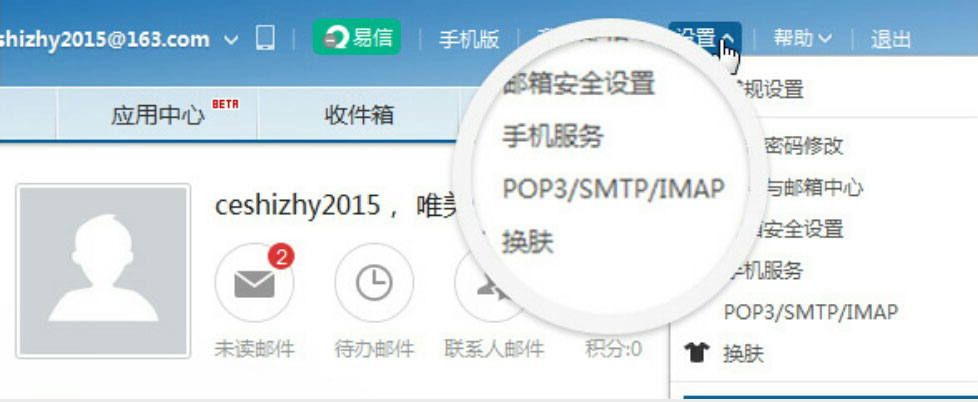 shizhy2015@163.com
易信
手机版
设置
帮助
退出
应用中心 BETA
收件箱
邮箱安全设置
手机服务
POP3/SMTP/IMAP
换肤
规设置
密码修改
与邮箱中心
安全设置
手机服务
POP3/SMTP/IMAP
换肤
ceshizhy2015 ，唯美
2
未读邮件
待办邮件
联系人邮件
积分:0